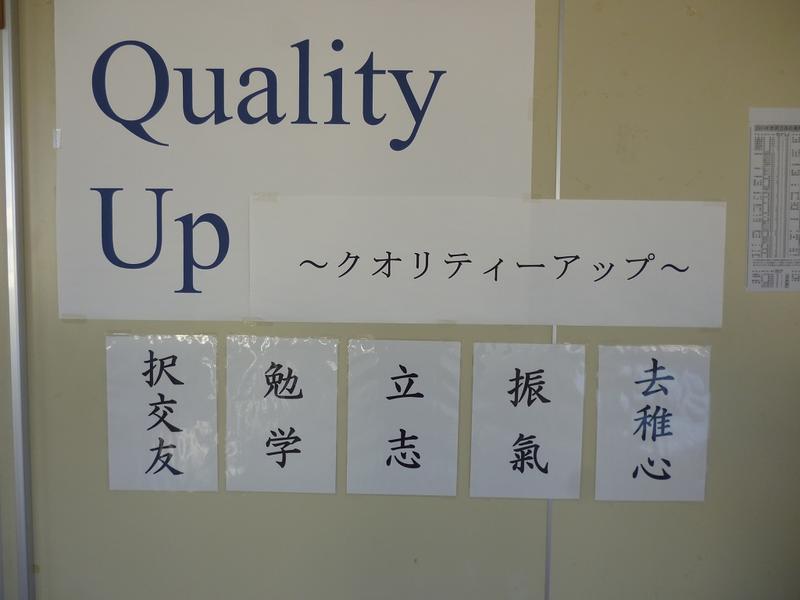 Quality
Up
～クオリティーアップ～
去稚心
振氣
立志
勉学
択交友